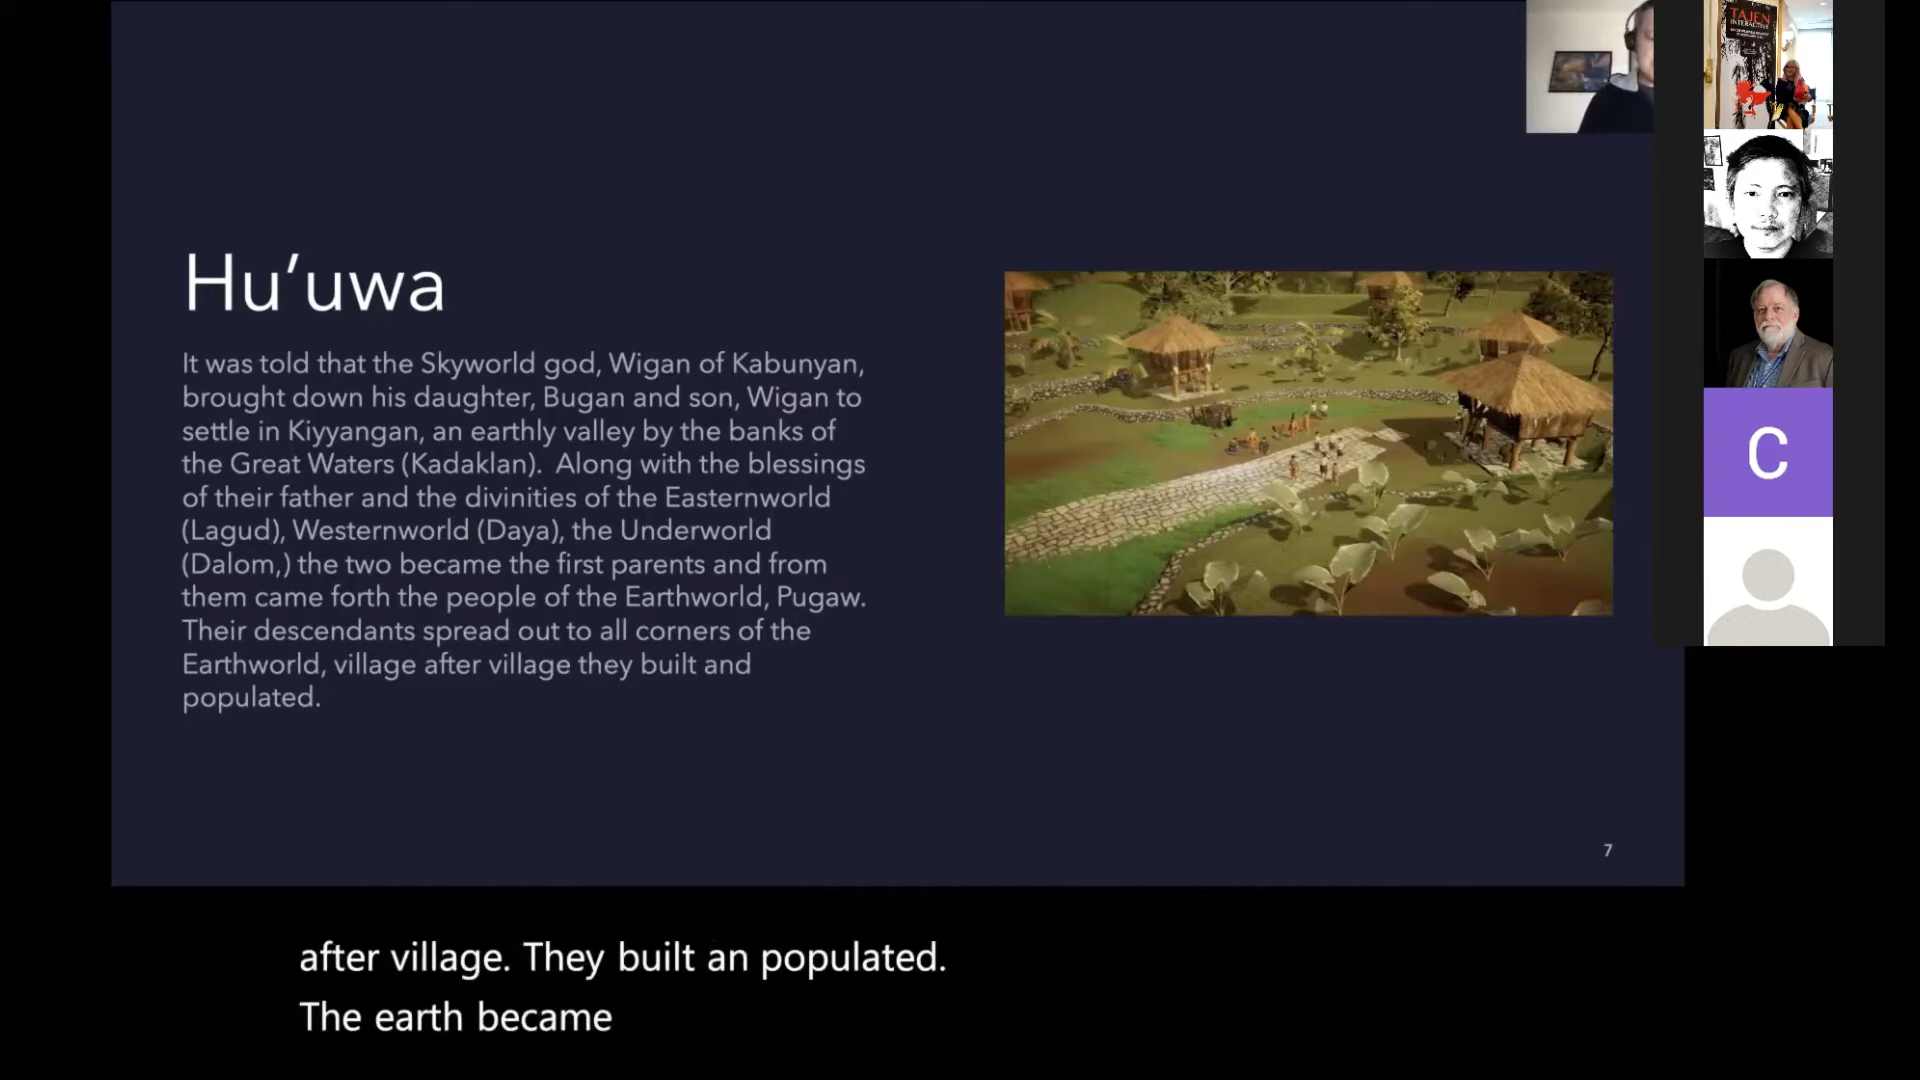 TAJEN
INTERACTIVE
Hu’uwa
It was told that the Skyworld god, Wigan of Kabunyan,
brought down his daughter, Bugan and son, Wigan to
settle in Kiyyangan, an earthly valley by the banks of
the Great Waters (Kadaklan).  Along with the blessings
of their father and the divinities of the Easternworld
(Lagud), Westernworld (Daya), the Underworld
(Dalom,) the two became the first parents and from
them came forth the people of the Earthworld, Pugaw.
Their descendants spread out to all corners of the
Earthworld, village after village they built and
populated.
C
7
after village. They built an populated.
The earth became